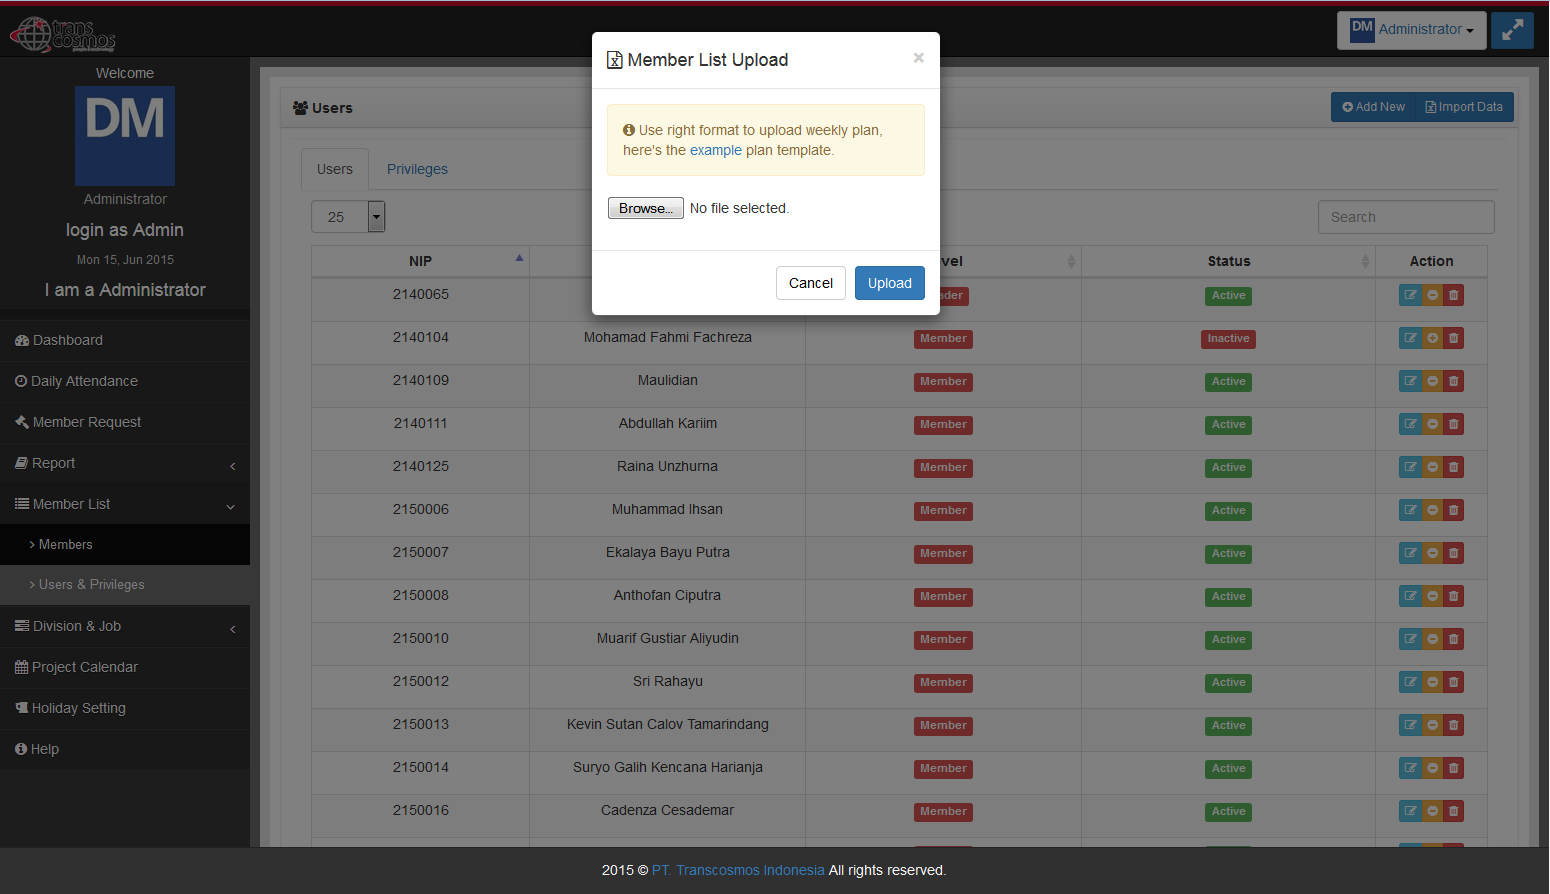 trans
cosmos
people & technology
DM Administrator
Welcome
DM
Administrator
login as Admin
Mon 15, Jun 2015
I am a Administrator
Dashboard
Daily Attendance
Member Request
Report
Member List
> Members
> Users & Privileges
Division & Job
Project Calendar
Holiday Setting
Help
Member List Upload ×
Use right format to upload weekly plan,
here's the example plan template.
Browse... No file selected.
Cancel Upload
Users Add New Import Data
Users Privileges
25 Search
NIP vel Status Action
2140065 der Active
2140104 Mohamad Fahmi Fachreza Member Inactive
2140109 Maulidian Member Active
2140111 Abdullah Kariim Member Active
2140125 Raina Unzhurna Member Active
2150006 Muhammad Ihsan Member Active
2150007 Ekalaya Bayu Putra Member Active
2150008 Anthofan Ciputra Member Active
2150010 Muarif Gustiar Aliyudin Member Active
2150012 Sri Rahayu Member Active
2150013 Kevin Sutan Calov Tamarindang Member Active
2150014 Suryo Galih Kencana Harianja Member Active
2150016 Cadenza Cesademar Member Active
2015 © PT. Transcosmos Indonesia All rights reserved.